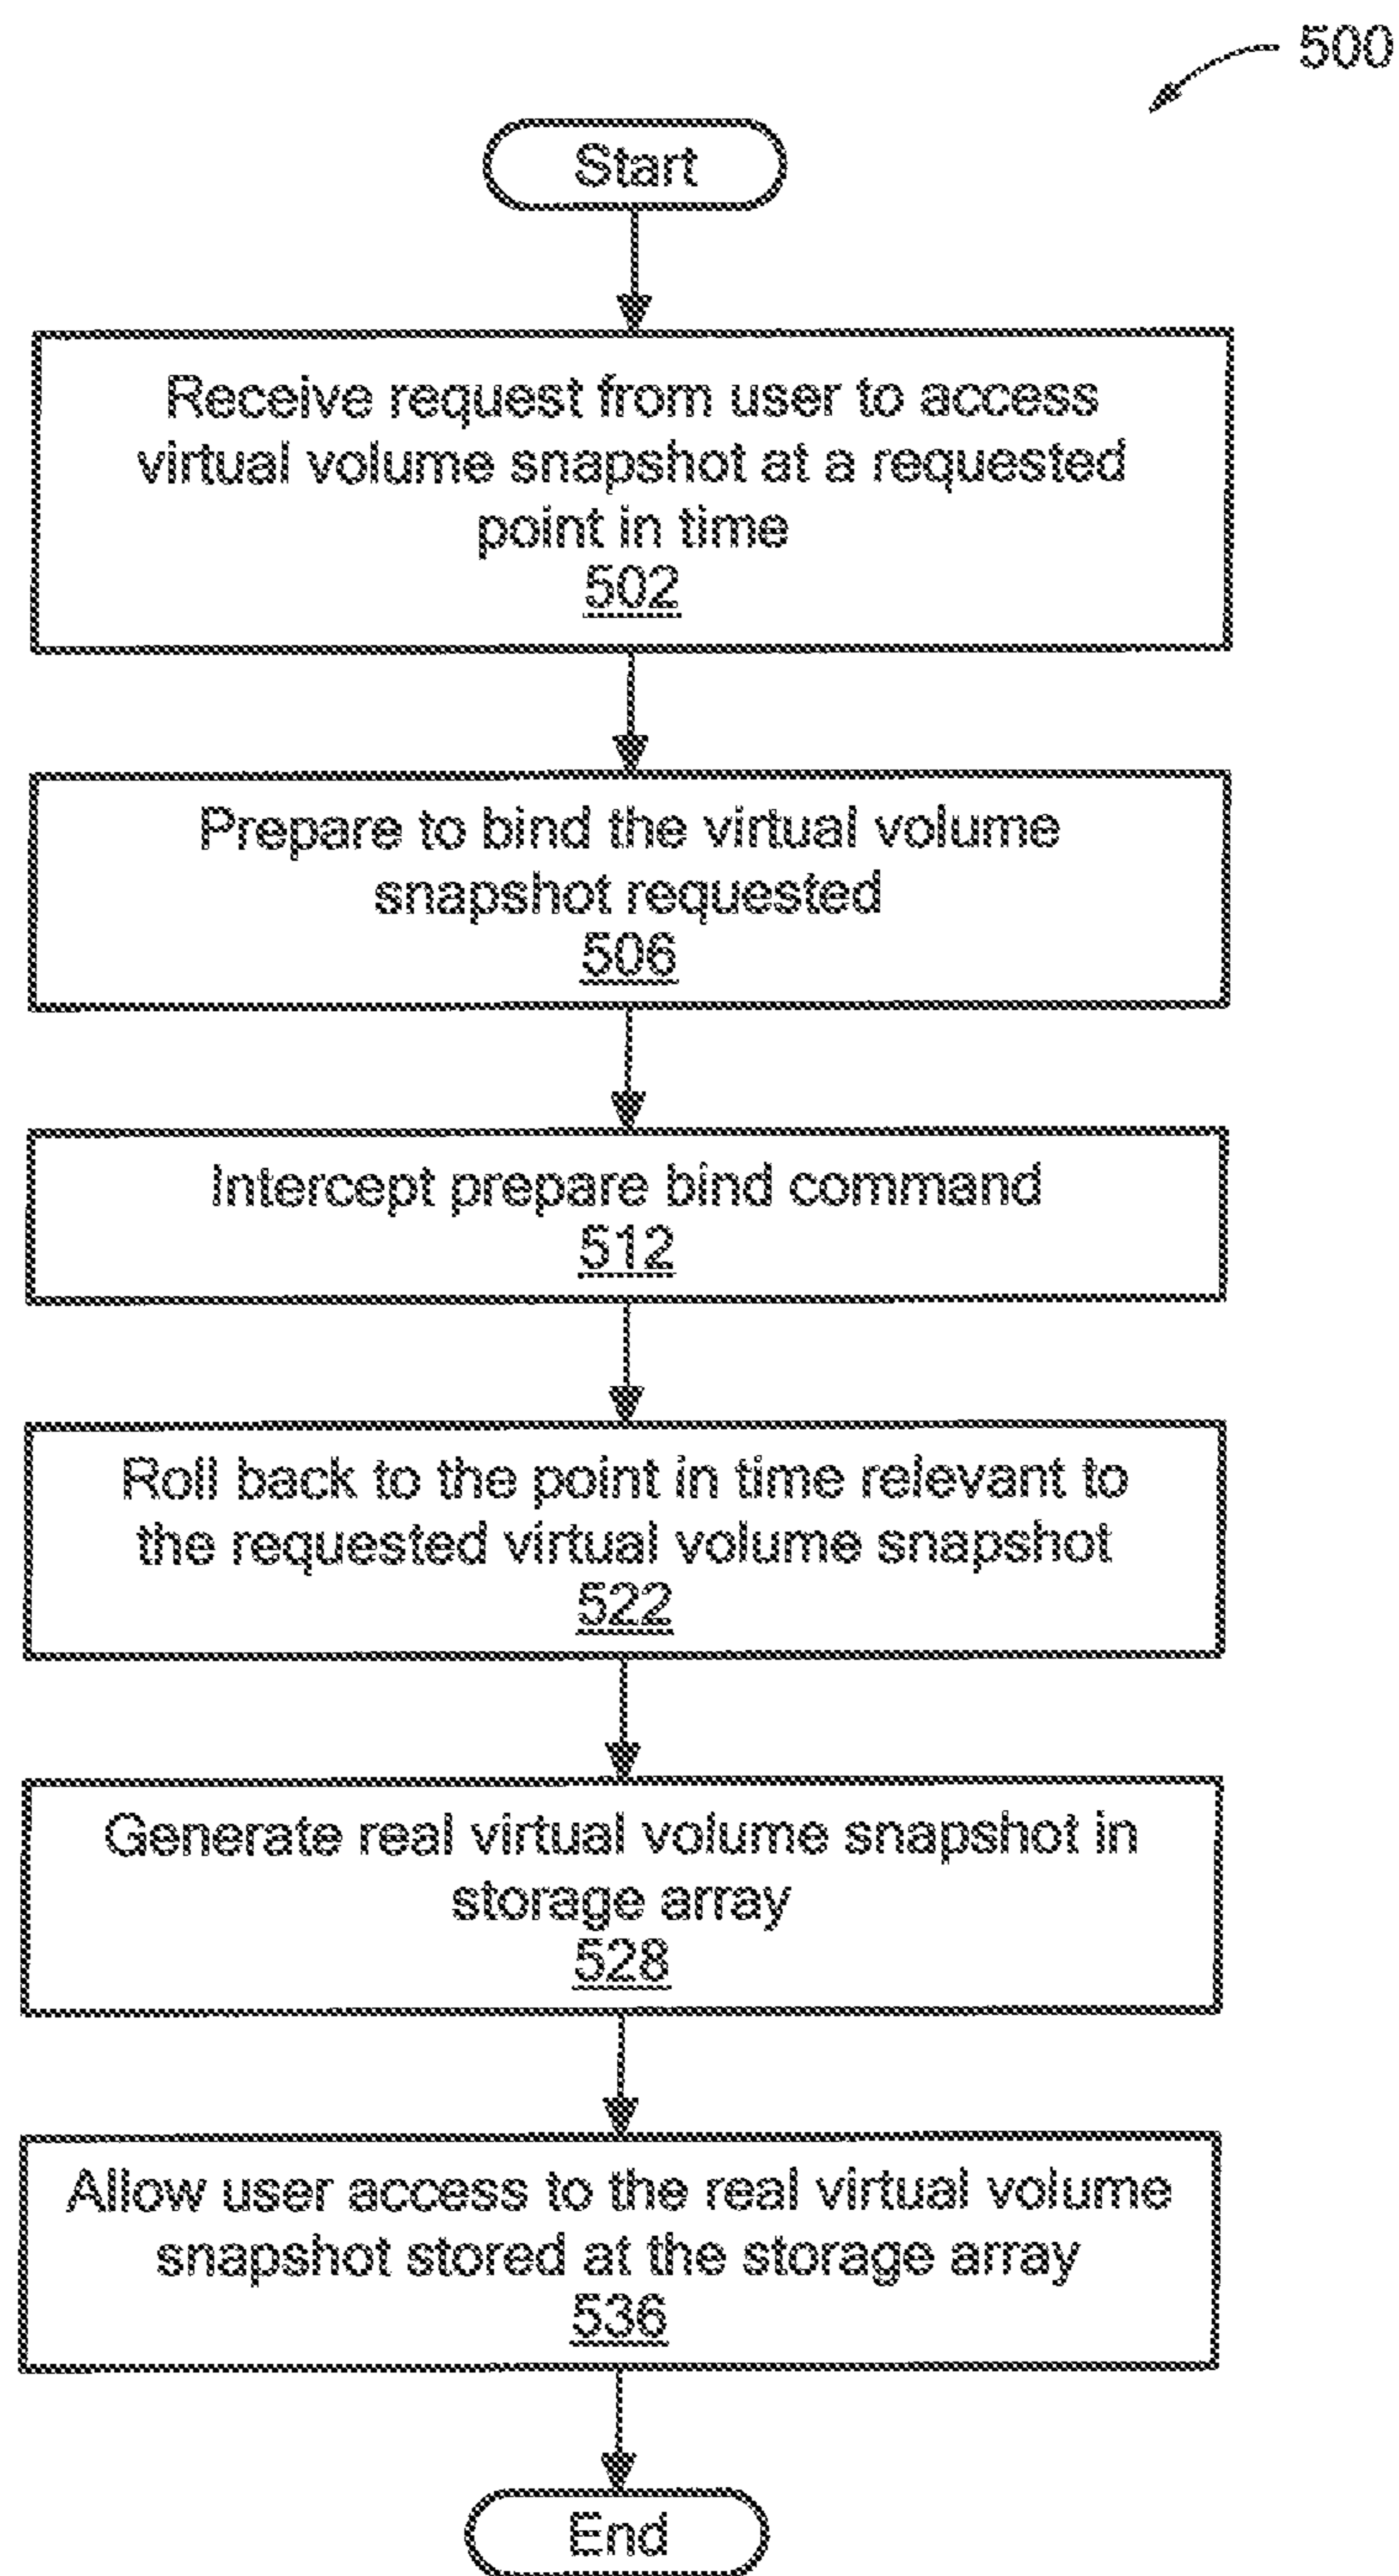 500
Start
Receive request from user to access
virtual volume snapshot at a requested
point in time
502
Prepare to bind the virtual volume
snapshot requested
506
Intercept prepare bind command
512
Roll back to the point in time relevant to
the requested virtual volume snapshot
522
Generate real virtual volume snapshot in
storage array
528
Allow user access to the real virtual volume
snapshot stored at the storage array
536
End